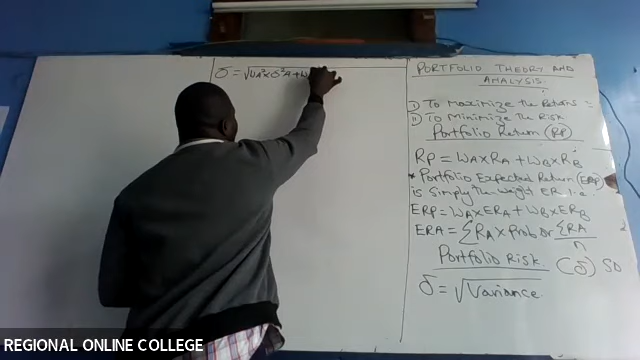 δ = √WA²xδ²A + W
PORTFOLIO THEORY AND
ANALYSIS.
I) To maximize the Returns
II) To Minimize the Risk
Portfolio Return (RP)
RP = WA x RA + WB x RB
* Portfolio Expected Return (ERP)
is simply the weight ER i.e.
ERP = WA x ERA + WB x ERB
ERA = ΣRA x Prob or ΣRA/n
Portfolio Risk (δ) SD
δ = √Variance.
REGIONAL ONLINE COLLEGE